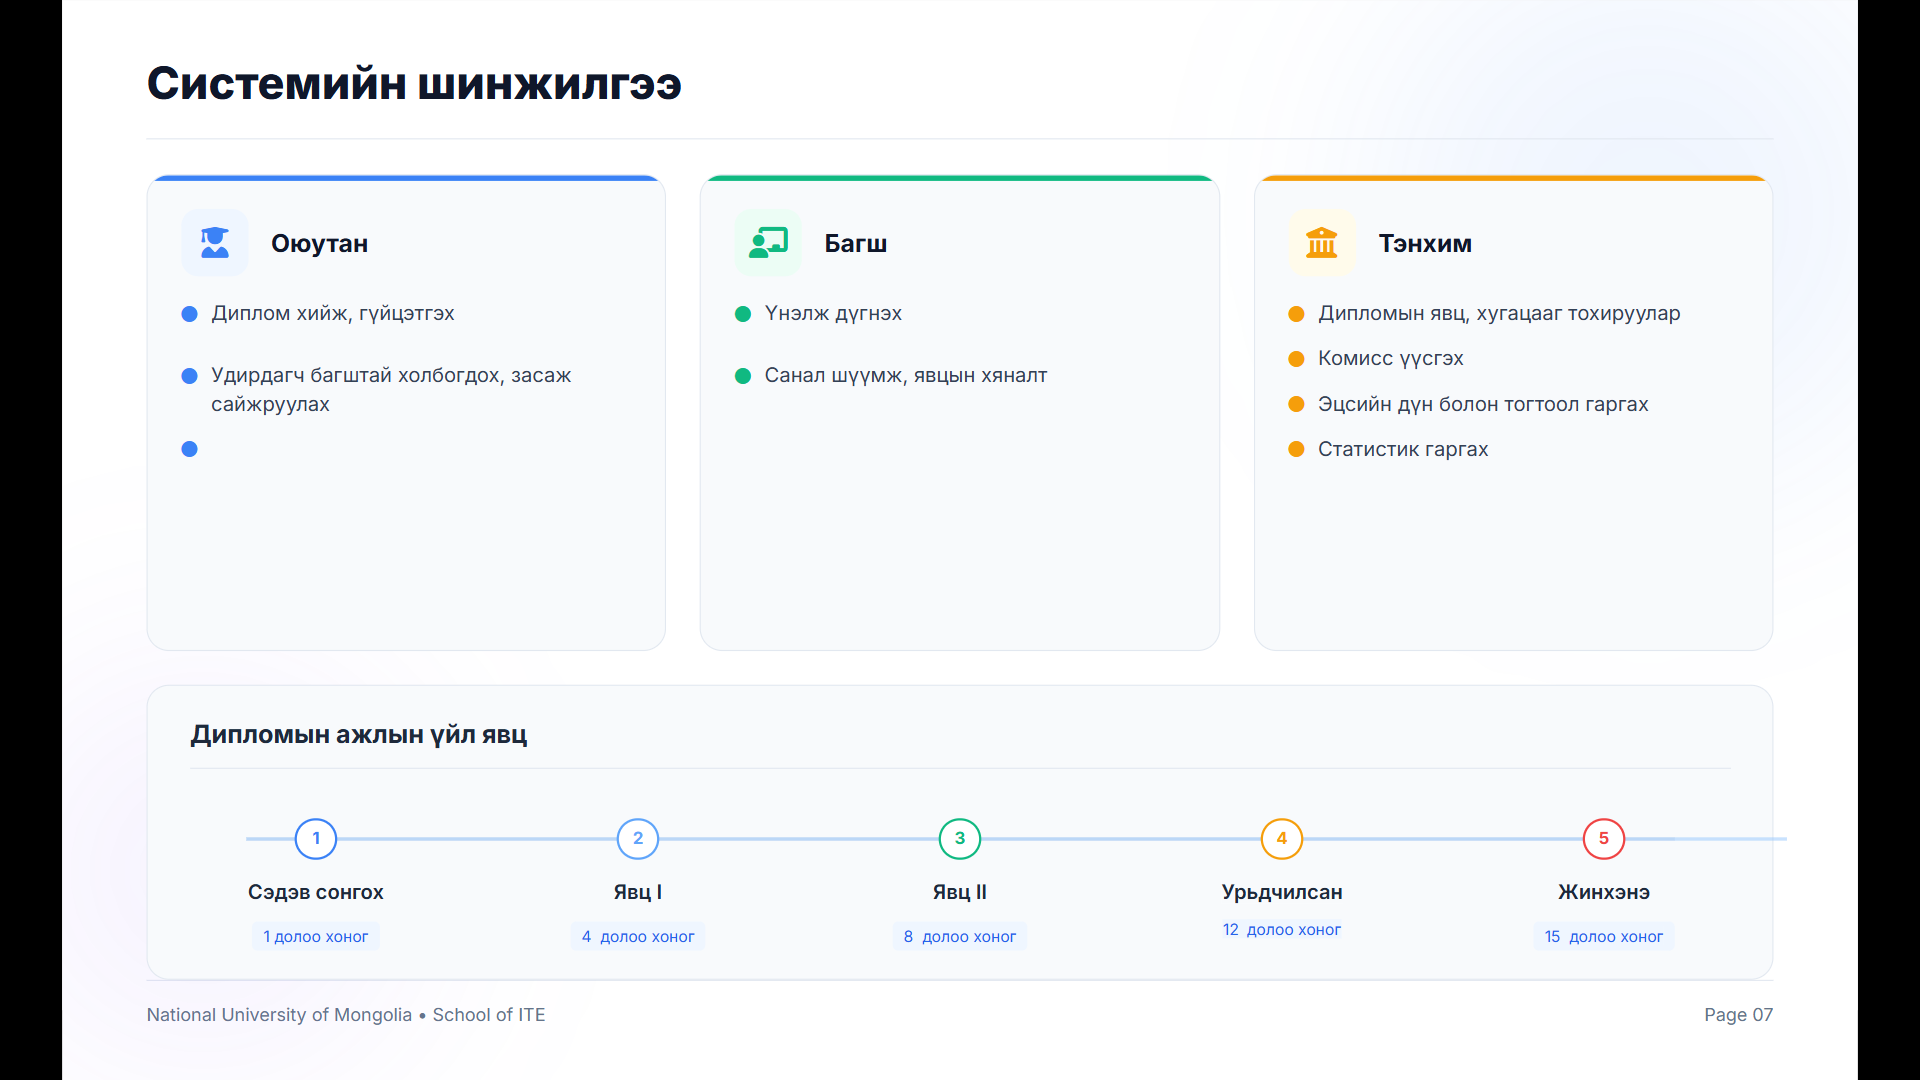 Системийн шинжилгээ
Оюутан
Диплом хийж, гүйцэтгэх
Удирдагч багштай холбогдох, засаж
сайжруулах
Багш
Үнэлж дүгнэх
Санал шүүмж, явцын хяналт
Тэнхим
Дипломын явц, хугацааг тохируулар
Комисс үүсгэх
Эцсийн дүн болон тогтоол гаргах
Статистик гаргах
Дипломын ажлын үйл явц
1
Сэдэв сонгох
1 долоо хоног
2
Явц I
4 долоо хоног
3
Явц II
8 долоо хоног
4
Урьдчилсан
12 долоо хоног
5
Жинхэнэ
15 долоо хоног
National University of Mongolia • School of ITE
Page 07